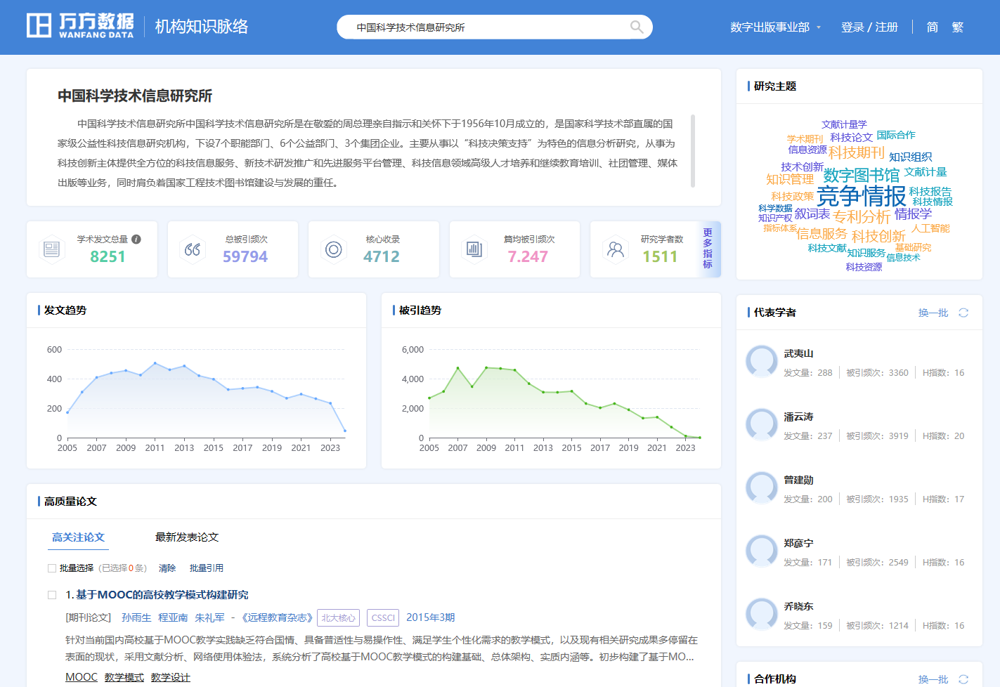 万方数据
WANFANG DATA
机构知识脉络
中国科学技术信息研究所
数字出版事业部
登录 / 注册
简
繁
中国科学技术信息研究所
中国科学技术信息研究所中国科学技术信息研究所是在敬爱的周总理亲自指示和关怀下于1956年10月成立的，是国家科学技术部直属的国
家级公益性科技信息研究机构，下设7个职能部门、6个公益部门、3个集团企业。主要从事以“科技决策支持”为特色的信息分析研究，从事为
科技创新主体提供全方位的科技信息服务、新技术研发推广和先进服务平台管理、科技信息领域高级人才培养和继续教育培训、社团管理、媒体
出版等业务，同时肩负着国家工程技术图书馆建设与发展的重任。
学术发文总量
8251
总被引频次
59794
核心收录
4712
篇均被引频次
7.247
研究学者数
1511
更多指标
发文趋势
600
400
200
0
2005 2007 2009 2011 2013 2015 2017 2019 2021 2023
被引趋势
6,000
4,000
2,000
0
2005 2007 2009 2011 2013 2015 2017 2019 2021 2023
高质量论文
高关注论文
最新发表论文
批量选择（已选择0条） 清除 批量引用
1. 基于MOOC的高校教学模式构建研究
[期刊论文] 孙雨生 程亚南 朱礼军 - 《远程教育杂志》 北大核心 CSSCI 2015年3期
针对当前国内高校基于MOOC教学实践缺乏符合国情、具备普适性与易操作性、满足学生个性化需求的教学模式，以及现有相关研究成果多停留在
表面的现状，采用文献分析、网络使用体验法，系统分析了高校基于MOOC教学模式的构建基础、总体架构、实质内涵等。初步构建了基于MO...
MOOC 教学模式 教学设计
研究主题
文献计量学
学术期刊
科技论文
国际合作
信息资源
科技期刊
知识组织
技术创新
数字图书馆
文献计量
知识管理
竞争情报
科技报告
科技政策
科技情报
科学数据
叙词表
专利分析
情报学
知识产权
指标体系
信息服务
科技创新
人工智能
科技文献
知识服务
基础研究
信息技术
科技资源
代表学者
换一批
武夷山
发文量：288 被引频次：3360 H指数：16
潘云涛
发文量：237 被引频次：3919 H指数：20
曾建勋
发文量：200 被引频次：1935 H指数：17
郑彦宁
发文量：171 被引频次：2549 H指数：16
乔晓东
发文量：159 被引频次：1214 H指数：16
合作机构
换一批